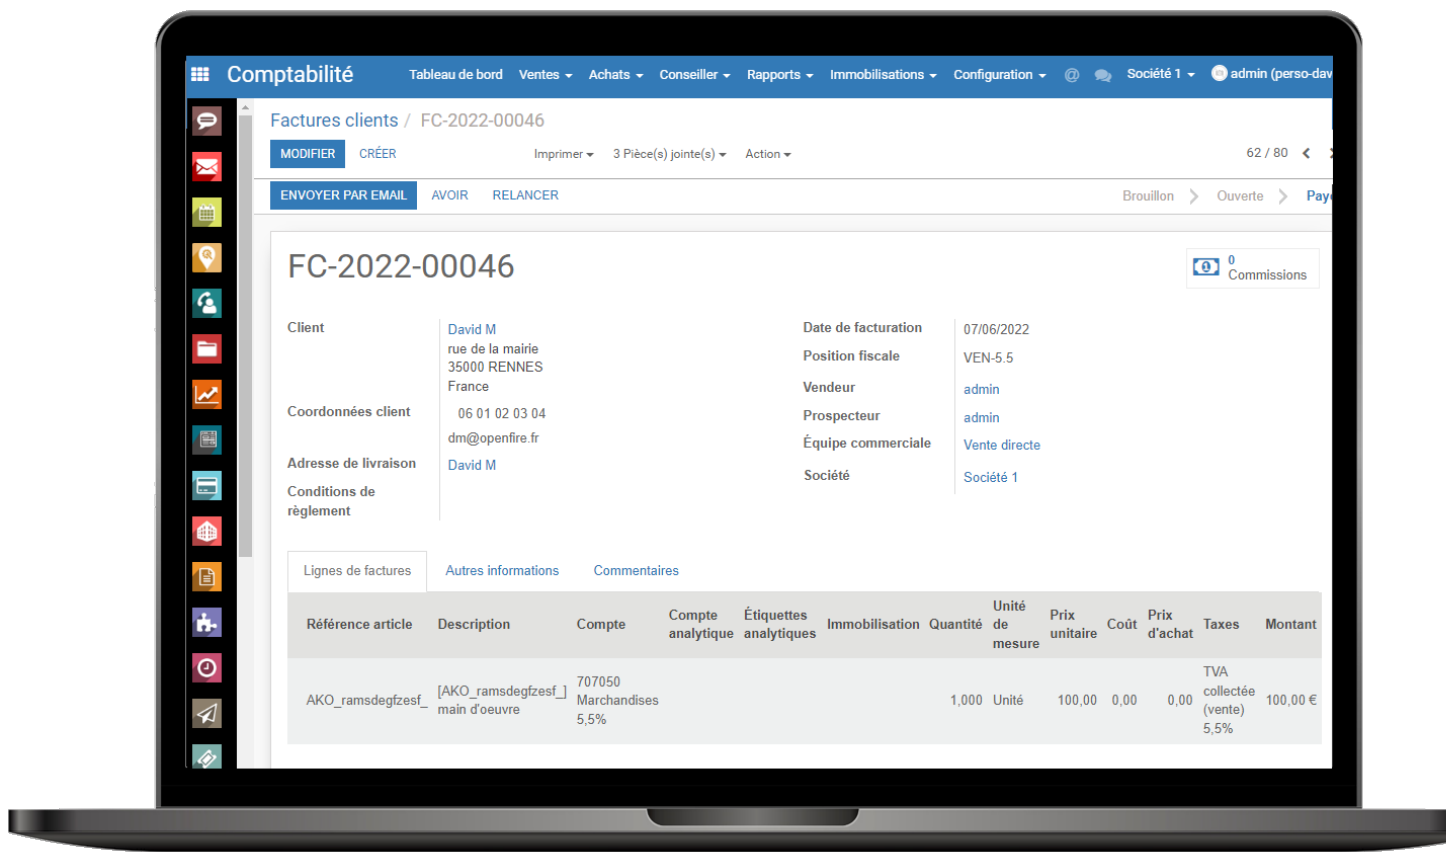 Comptabilité Tableau de bord Ventes Achats Conseiller Rapports Immobilisations Configuration @ Société 1 admin (perso-dav
Factures clients / FC-2022-00046
MODIFIER CRÉER Imprimer 3 Pièce(s) jointe(s) Action 62 / 80
ENVOYER PAR EMAIL AVOIR RELANCER Brouillon Ouverte Payé
FC-2022-00046
0
Commissions
Client
David M
rue de la mairie
35000 RENNES
France
Coordonnées client
06 01 02 03 04
dm@openfire.fr
Adresse de livraison
David M
Conditions de
règlement
Date de facturation 07/06/2022
Position fiscale VEN-5.5
Vendeur admin
Prospecteur admin
Équipe commerciale Vente directe
Société Société 1
Lignes de factures Autres informations Commentaires
Référence article Description Compte Compte analytique Étiquettes analytiques Immobilisation Quantité Unité de mesure Prix unitaire Coût Prix d'achat Taxes Montant
AKO_ramsdegfzesf_ [AKO_ramsdegfzesf_] main d'oeuvre 707050 Marchandises 5,5% 1,000 Unité 100,00 0,00 0,00 TVA collectée (vente) 5,5% 100,00 €